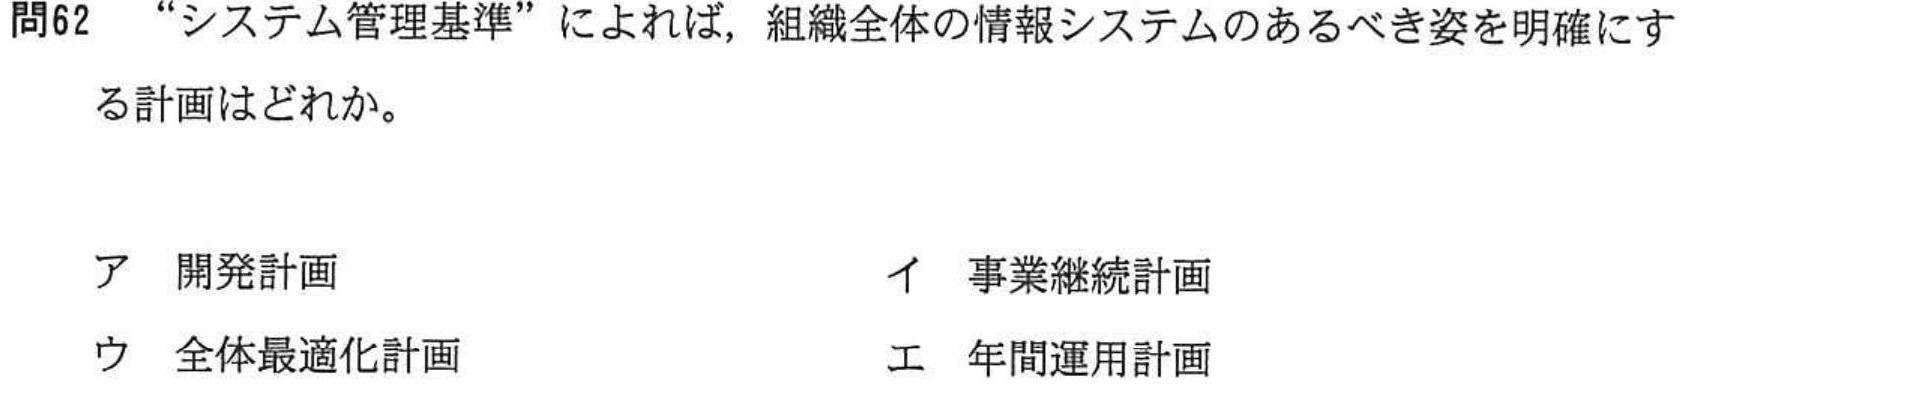 問62 “システム管理基準”によれば，組織全体の情報システムのあるべき姿を明確にす
る計画はどれか。
ア 開発計画 イ 事業継続計画
ウ 全体最適化計画 エ 年間運用計画